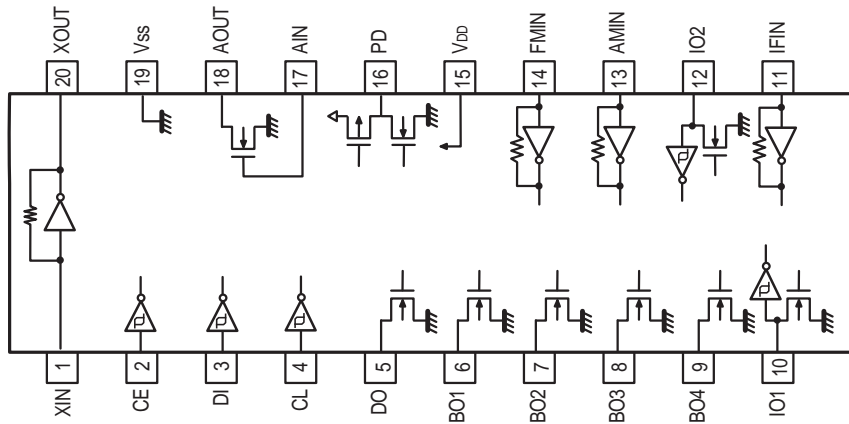 XOUT
Vss
AOUT
AIN
PD
VDD
FMIN
AMIN
IO2
IFIN
20
19
18
17
16
15
14
13
12
11
1
2
3
4
5
6
7
8
9
10
XIN
CE
DI
CL
DO
BO1
BO2
BO3
BO4
IO1